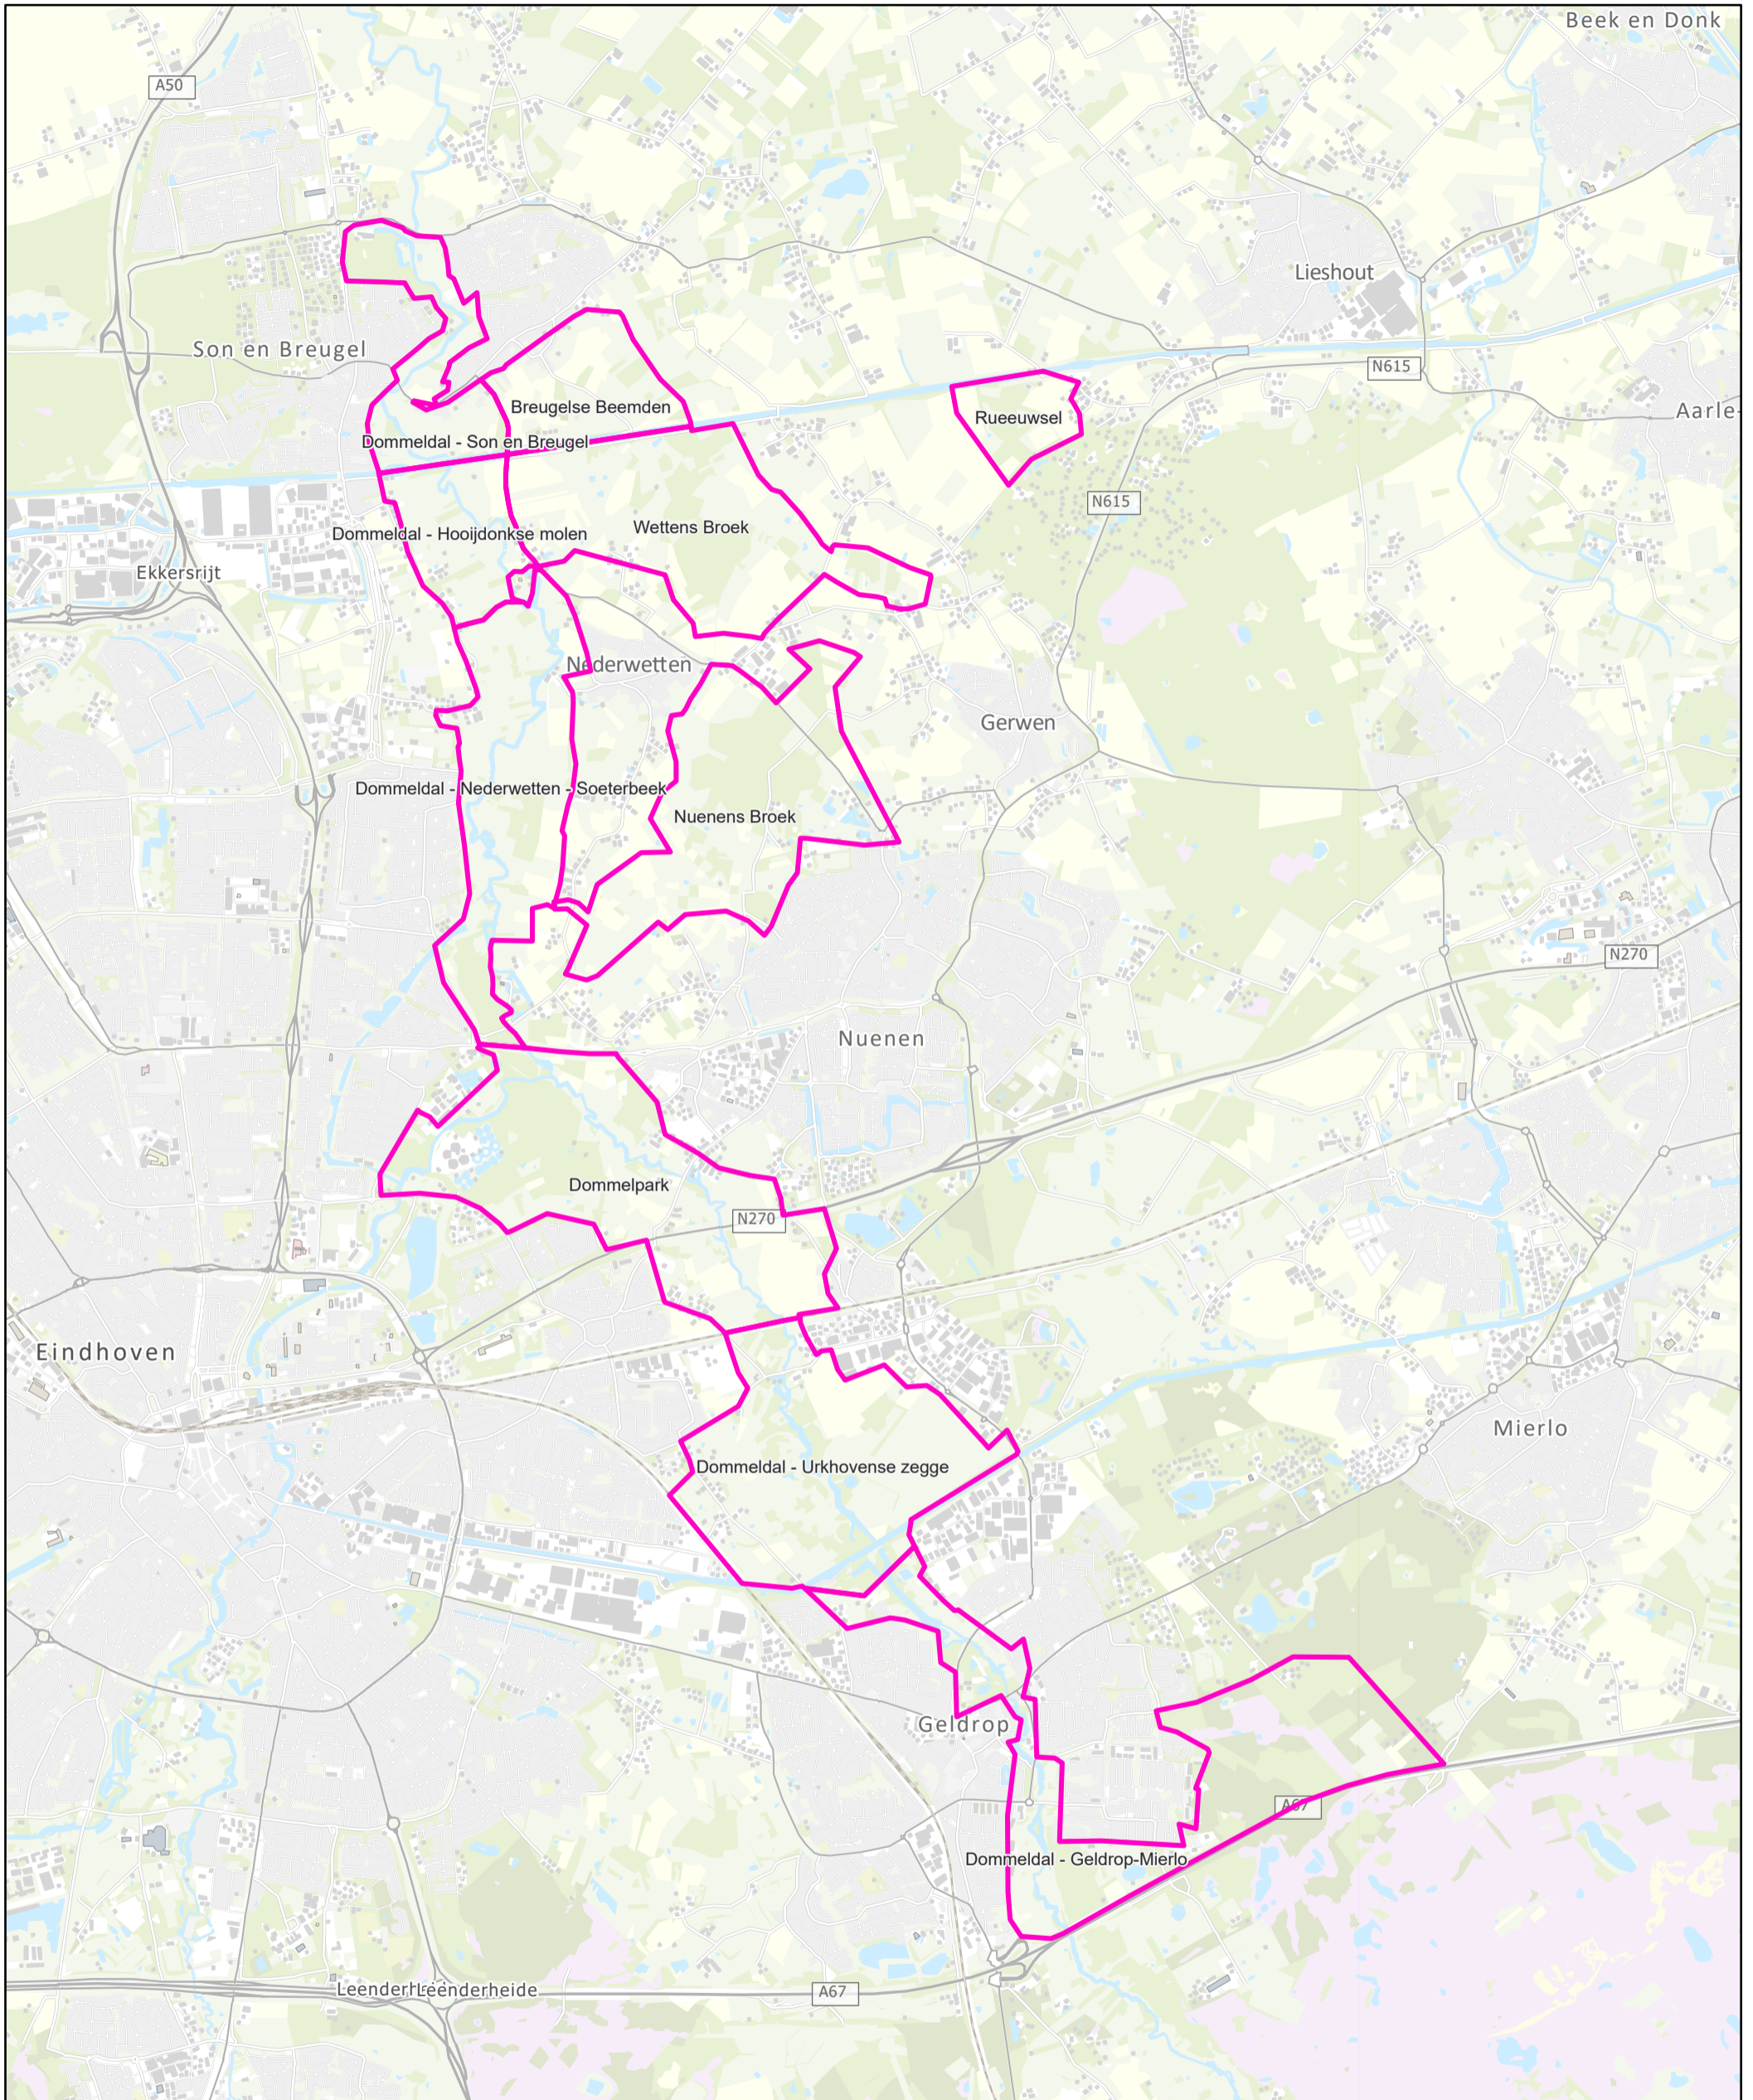 Beek en Donk
A50
Lieshout
Son en Breugel
N615
Breugelse Beemden
Aarle-
Rueeuwsel
Dommeldal - Son en Breugel
N615
Wettens Broek
Dommeldal - Hooijdonkse molen
Ekkersrijt
Nederwetten
Gerwen
Dommeldal - Nederwetten - Soeterbeek
Nuenens Broek
N270
Nuenen
Dommelpark
N270
Eindhoven
Mierlo
Dommeldal - Urkhovense zegge
Geldrop
A67
Dommeldal - Geldrop-Mierlo
Leenderheide
A67